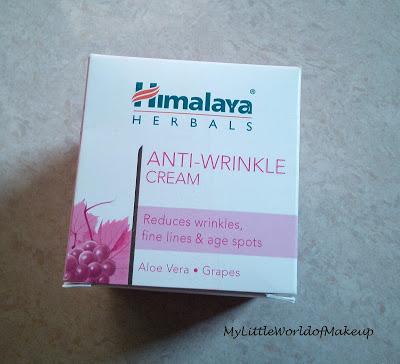 Himalaya®
HERBALS
ANTI-WRINKLE
CREAM
Reduces wrinkles,
fine lines & age spots
Aloe Vera • Grapes
MyLittleWorldofMakeup